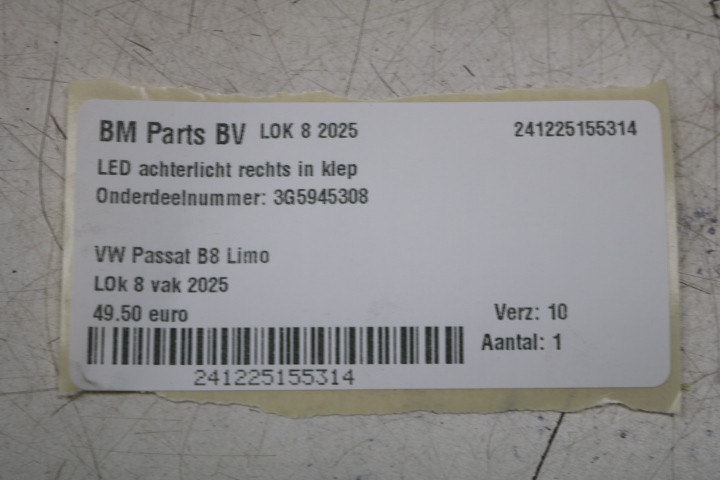 BM Parts BV LOK 8 2025 241225155314
LED achterlicht rechts in klep
Onderdeelnummer: 3G5945308
VW Passat B8 Limo
LOk 8 vak 2025
49.50 euro Verz: 10
Aantal: 1
241225155314